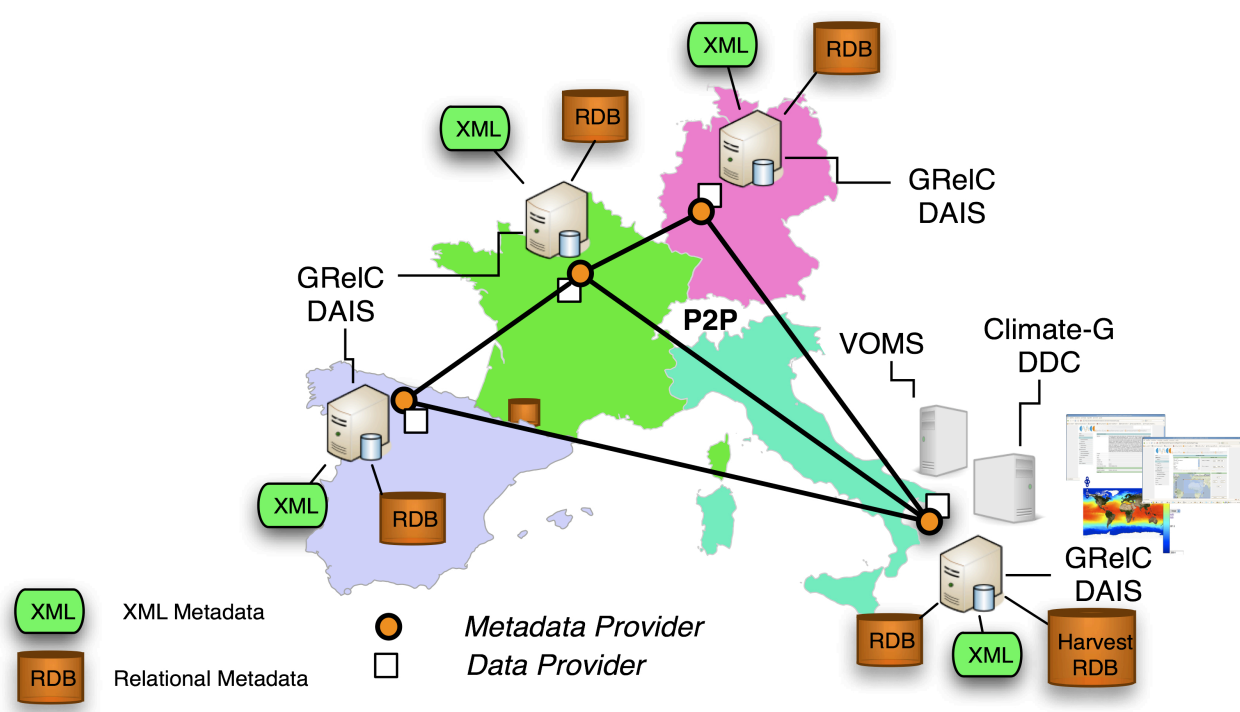 XML
RDB
XML
RDB
GRelC
DAIS
GRelC
DAIS
P2P
VOMS
Climate-G
DDC
XML
RDB
GRelC
DAIS
RDB
XML
Harvest
RDB
XML
XML Metadata
Metadata Provider
Data Provider
RDB
Relational Metadata